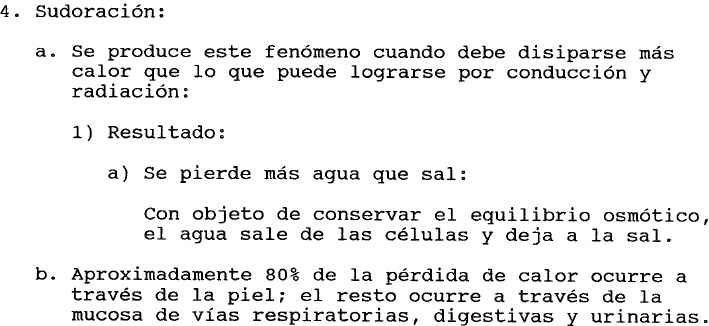 4. Sudoración:
a. Se produce este fenómeno cuando debe disiparse más
calor que lo que puede lograrse por conducción y
radiación:
1) Resultado:
a) Se pierde más agua que sal:
Con objeto de conservar el equilibrio osmótico,
el agua sale de las células y deja a la sal.
b. Aproximadamente 80% de la pérdida de calor ocurre a
través de la piel; el resto ocurre a través de la
mucosa de vías respiratorias, digestivas y urinarias.